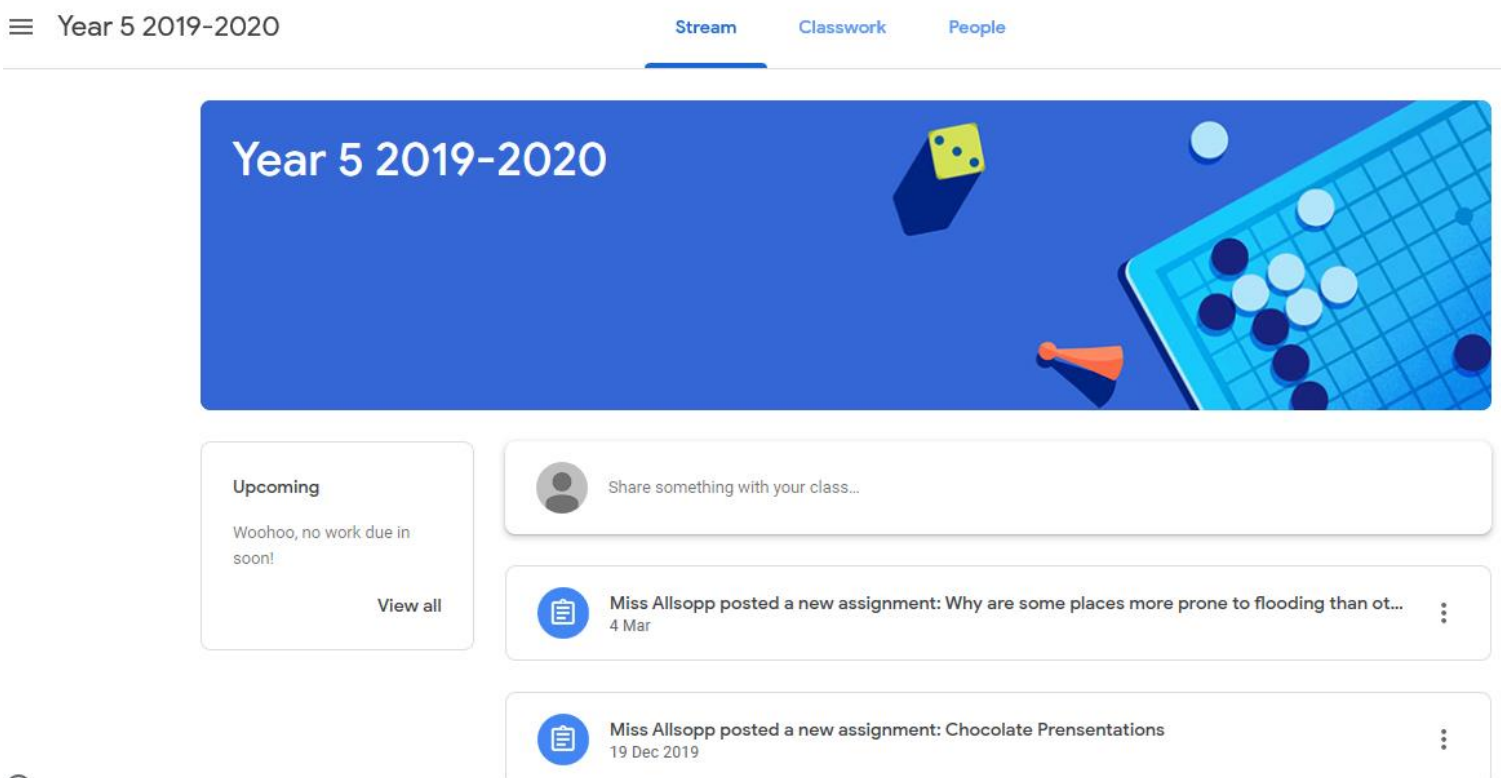 Year 5 2019-2020
Stream
Classwork
People
Year 5 2019-2020
Upcoming
Woohoo, no work due in
soon!
View all
Share something with your class...
Miss Allsopp posted a new assignment: Why are some places more prone to flooding than ot...
4 Mar
Miss Allsopp posted a new assignment: Chocolate Prensentations
19 Dec 2019